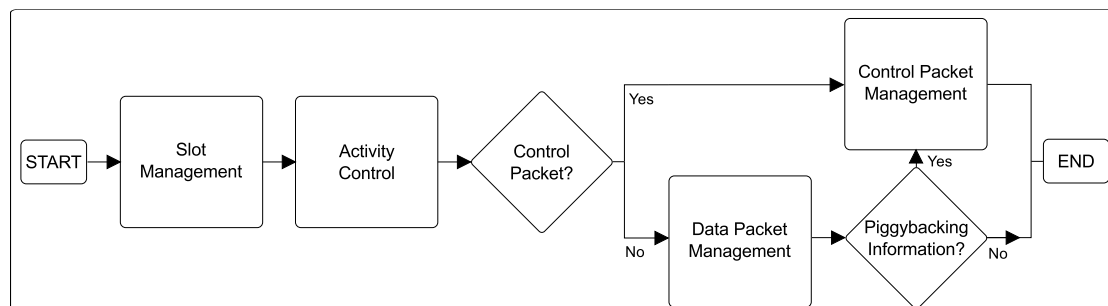 START
Slot
Management
Activity
Control
Control
Packet?
Yes
Control Packet
Management
No
Data Packet
Management
Piggybacking
Information?
Yes
No
END